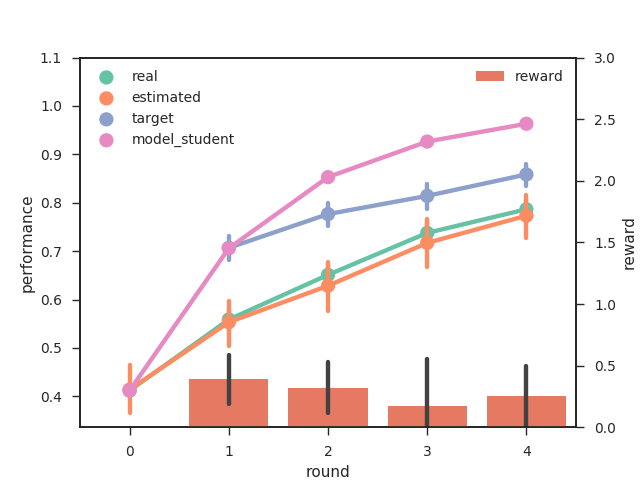 1.1
1.0
0.9
0.8
0.7
0.6
0.5
0.4
performance
real
estimated
target
model_student
reward
3.0
2.5
2.0
1.5
1.0
0.5
0.0
reward
0 1 2 3 4
round